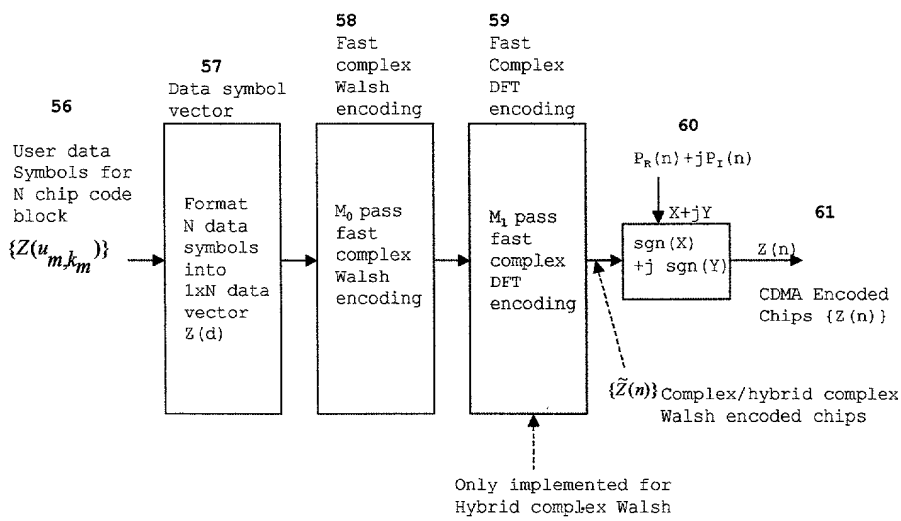 56
User data
Symbols for
N chip code
block
{Z(u_{m,k_m})}
57
Data symbol
vector
Format
N data
symbols
into
1xN data
vector
Z(d)
58
Fast
complex
Walsh
encoding
M₀ pass
fast
complex
Walsh
encoding
59
Fast
Complex
DFT
encoding
M₁ pass
fast
complex
DFT
encoding
Only implemented for
Hybrid complex Walsh
{Z̃(n)} Complex/hybrid complex
Walsh encoded chips
60
P_R(n)+jP_I(n)
X+jY
sgn(X)
+j sgn(Y)
61
Z(n)
CDMA Encoded
Chips {Z(n)}